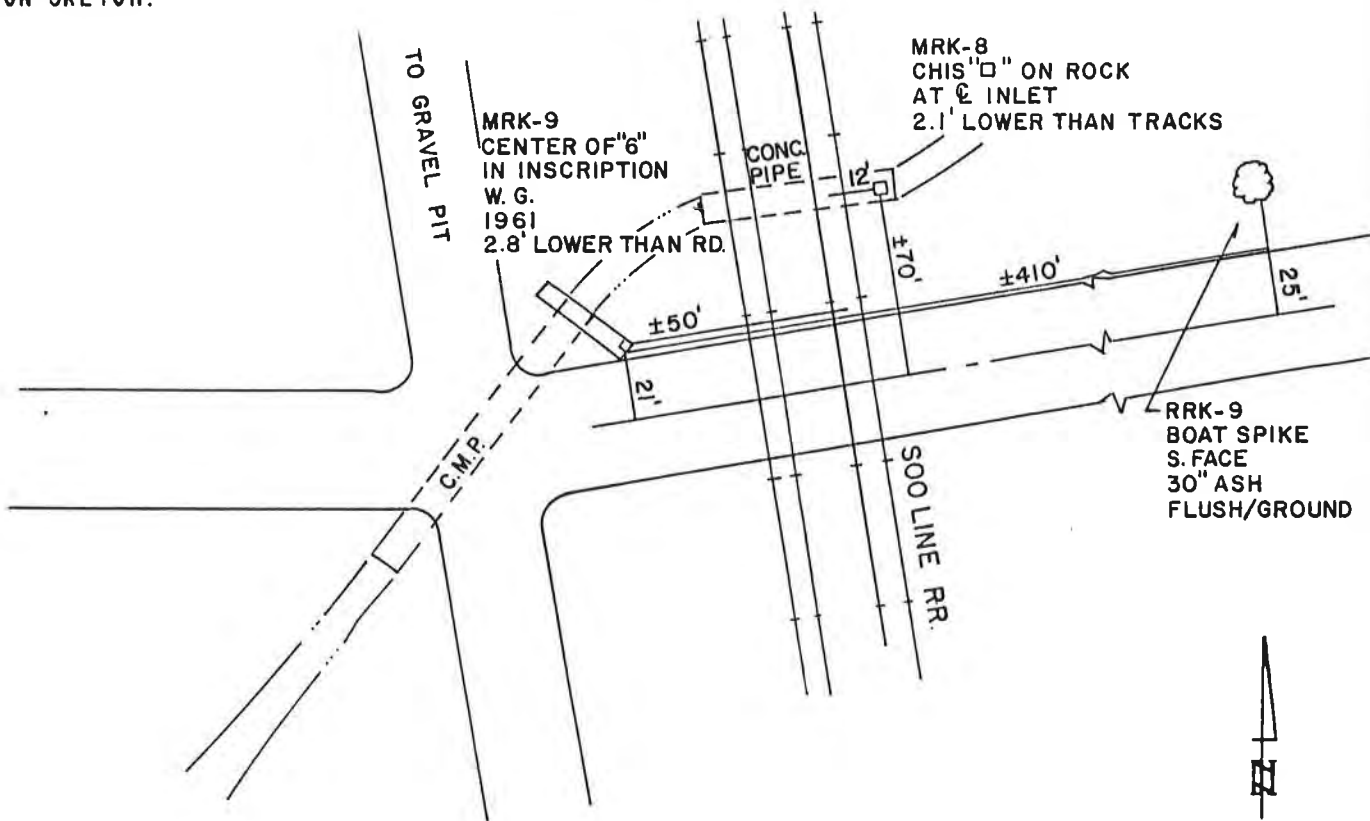 ON SKETCH.
TO GRAVEL PIT
MRK-9
CENTER OF "6"
IN INSCRIPTION
W. G.
1961
2.8' LOWER THAN RD.
CONC.
PIPE
12'
MRK-8
CHIS "□" ON ROCK
AT ℄ INLET
2.1' LOWER THAN TRACKS
±70'
±410'
±50'
25'
21'
C.M.P.
SOO LINE RR.
RRK-9
BOAT SPIKE
S. FACE
30" ASH
FLUSH/GROUND
N